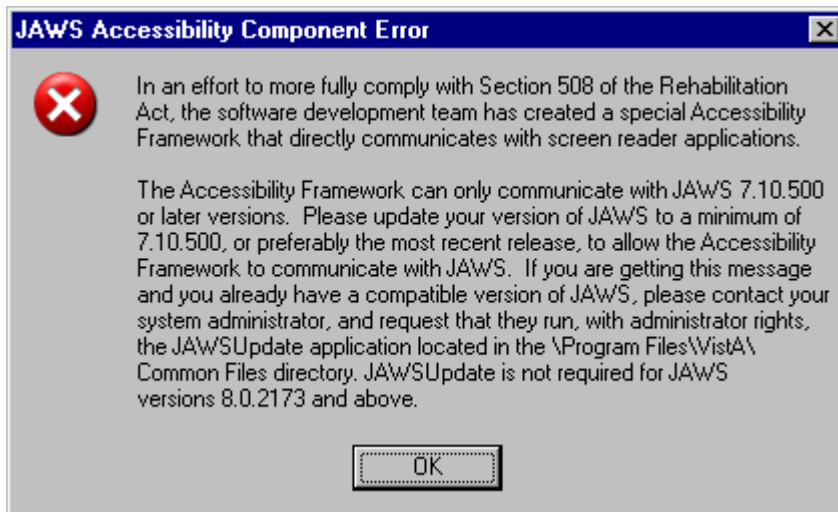 JAWS Accessibility Component Error
In an effort to more fully comply with Section 508 of the Rehabilitation
Act, the software development team has created a special Accessibility
Framework that directly communicates with screen reader applications.
The Accessibility Framework can only communicate with JAWS 7.10.500
or later versions.  Please update your version of JAWS to a minimum of
7.10.500, or preferably the most recent release, to allow the Accessibility
Framework to communicate with JAWS.  If you are getting this message
and you already have a compatible version of JAWS, please contact your
system administrator, and request that they run, with administrator rights,
the JAWSUpdate application located in the \Program Files\VistA\
Common Files directory. JAWSUpdate is not required for JAWS
versions 8.0.2173 and above.
OK